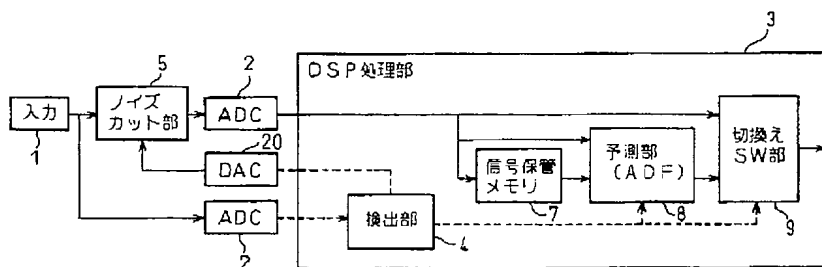 3
DSP処理部
5
2
入力
1
ノイズ
カット部
ADC
20
DAC
ADC
2
検出部
4
信号保管
メモリ
7
予測部
(ADF)
8
切換え
SW部
9